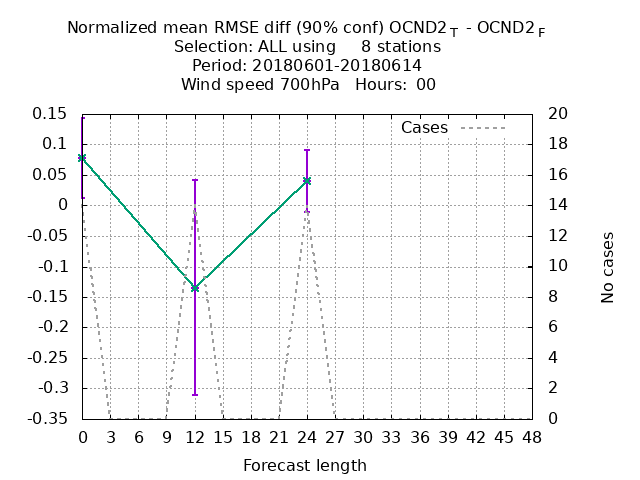 Normalized mean RMSE diff (90% conf) OCND2 T - OCND2 F
Selection: ALL using 8 stations
Period: 20180601-20180614
Wind speed 700hPa Hours: 00
Cases
0.15
0.1
0.05
0
-0.05
-0.1
-0.15
-0.2
-0.25
-0.3
-0.35
20
18
16
14
12
10
8
6
4
2
0
No cases
0 3 6 9 12 15 18 21 24 27 30 33 36 39 42 45 48
Forecast length